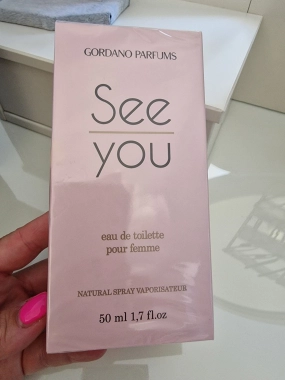 GORDANO PARFUMS
See
you
eau de toilette
pour femme
NATURAL SPRAY VAPORISATEUR
50 ml 1,7 fl.oz